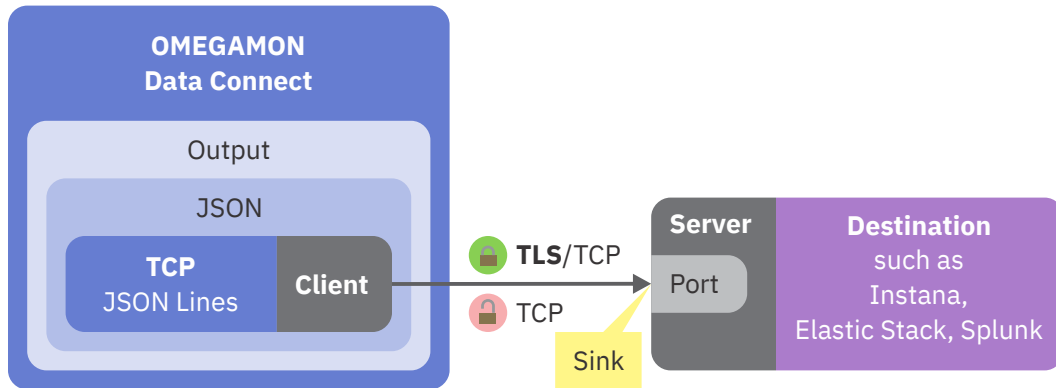 OMEGAMON
Data Connect
Output
JSON
TCP
JSON Lines
Client
TLS/TCP
TCP
Sink
Server
Port
Destination
such as
Instana,
Elastic Stack, Splunk